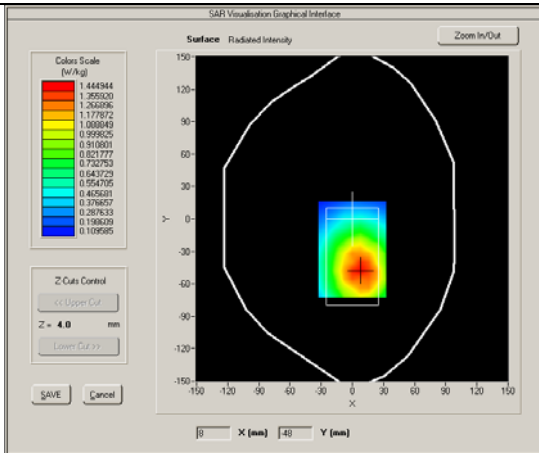 SAR Visualisation Graphical Interface
Surface Radiated Intensity
Zoom In/Out
Colors Scale
(W/kg)
1.444944
1.355920
1.266896
1.177872
1.088849
0.999825
0.910801
0.821777
0.732753
0.643729
0.554705
0.465681
0.376657
0.287633
0.198609
0.109585
Z-Cuts Control
<< Upper Cut
Z = 4.0 mm
Lower Cut >>
SAVE Cancel
150
120
90
60
30
0
-30
-60
-90
-120
-150
Y
-150 -120 -90 -60 -30 0 30 60 90 120 150
X
8 X (mm) -48 Y (mm)